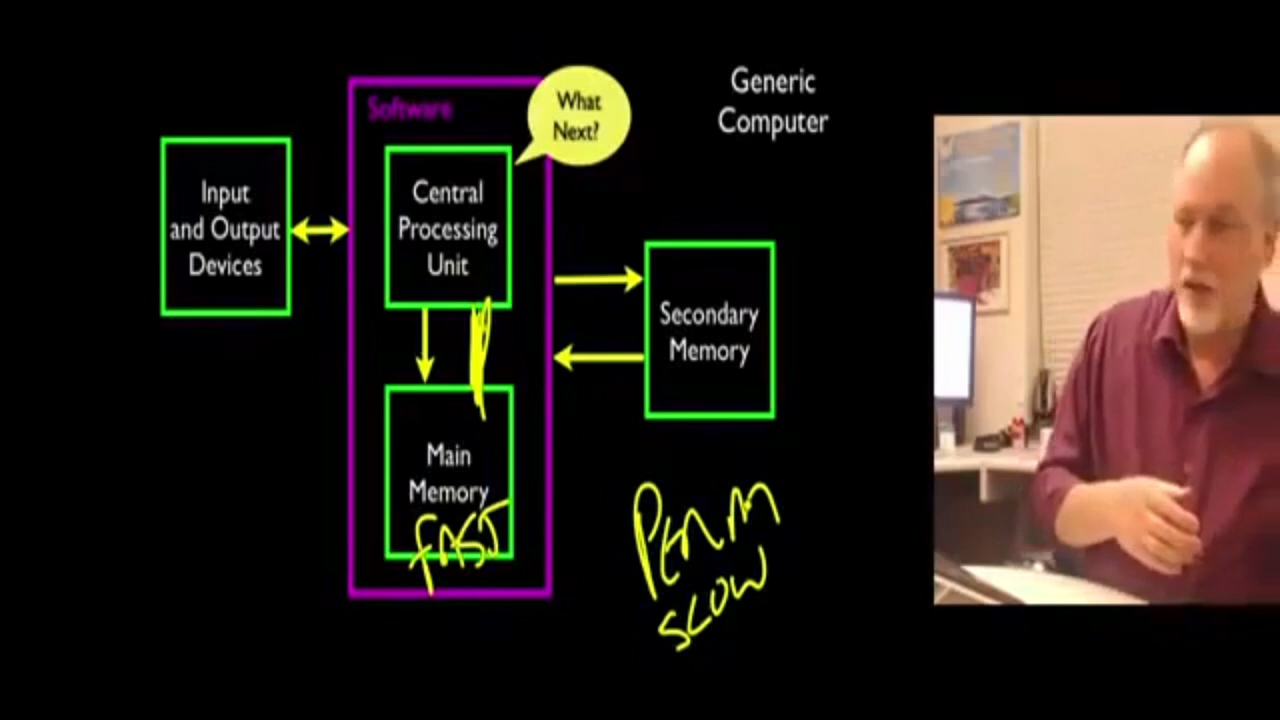 Generic
Computer
Software
What
Next?
Input
and Output
Devices
Central
Processing
Unit
Secondary
Memory
Main
Memory
FAST
PERM
SLOW